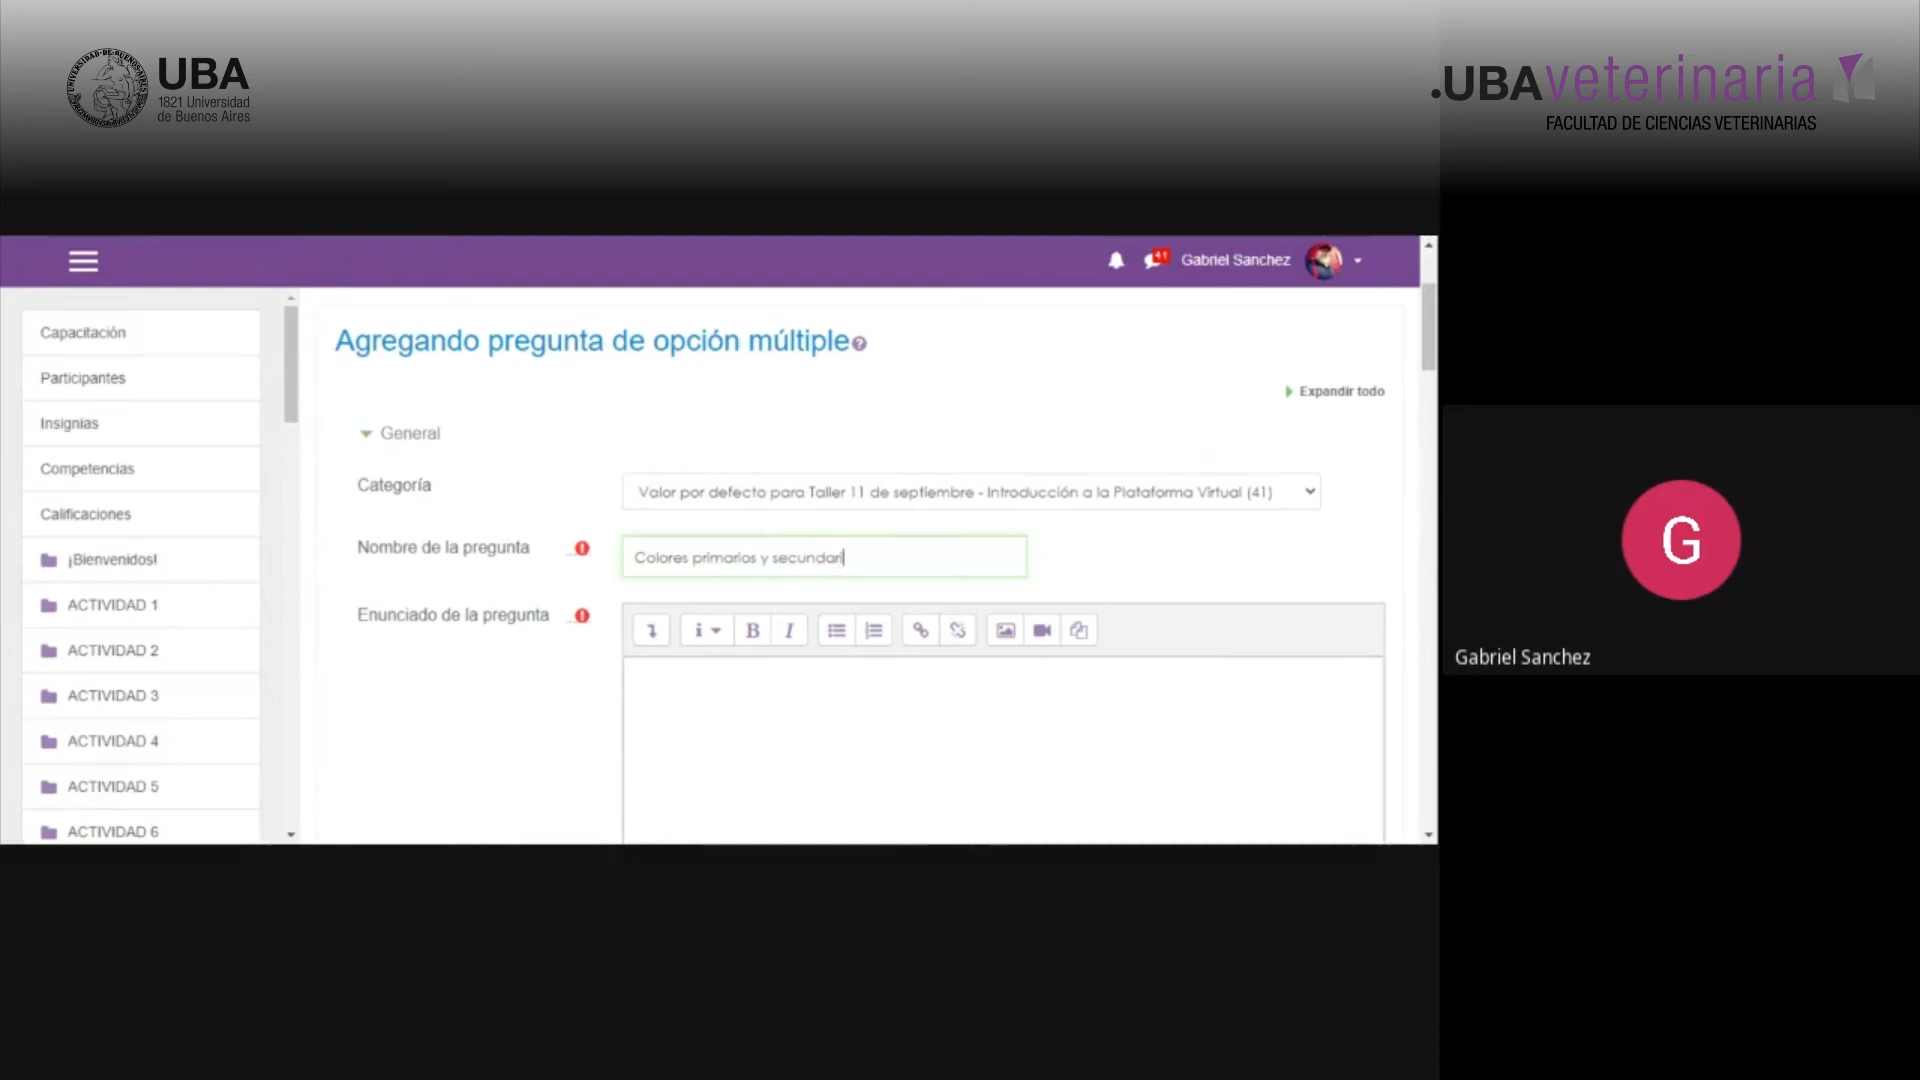 UBA
1821 Universidad
de Buenos Aires
.UBAveterinaria
FACULTAD DE CIENCIAS VETERINARIAS
41
Gabriel Sanchez
Capacitación
Participantes
Insignias
Competencias
Calificaciones
¡Bienvenidos!
ACTIVIDAD 1
ACTIVIDAD 2
ACTIVIDAD 3
ACTIVIDAD 4
ACTIVIDAD 5
ACTIVIDAD 6
Agregando pregunta de opción múltiple
Expandir todo
General
Categoría
Valor por defecto para Taller 11 de septiembre - Introducción a la Plataforma Virtual (41)
Nombre de la pregunta
Colores primarios y secundari
Enunciado de la pregunta
B
I
G
Gabriel Sanchez